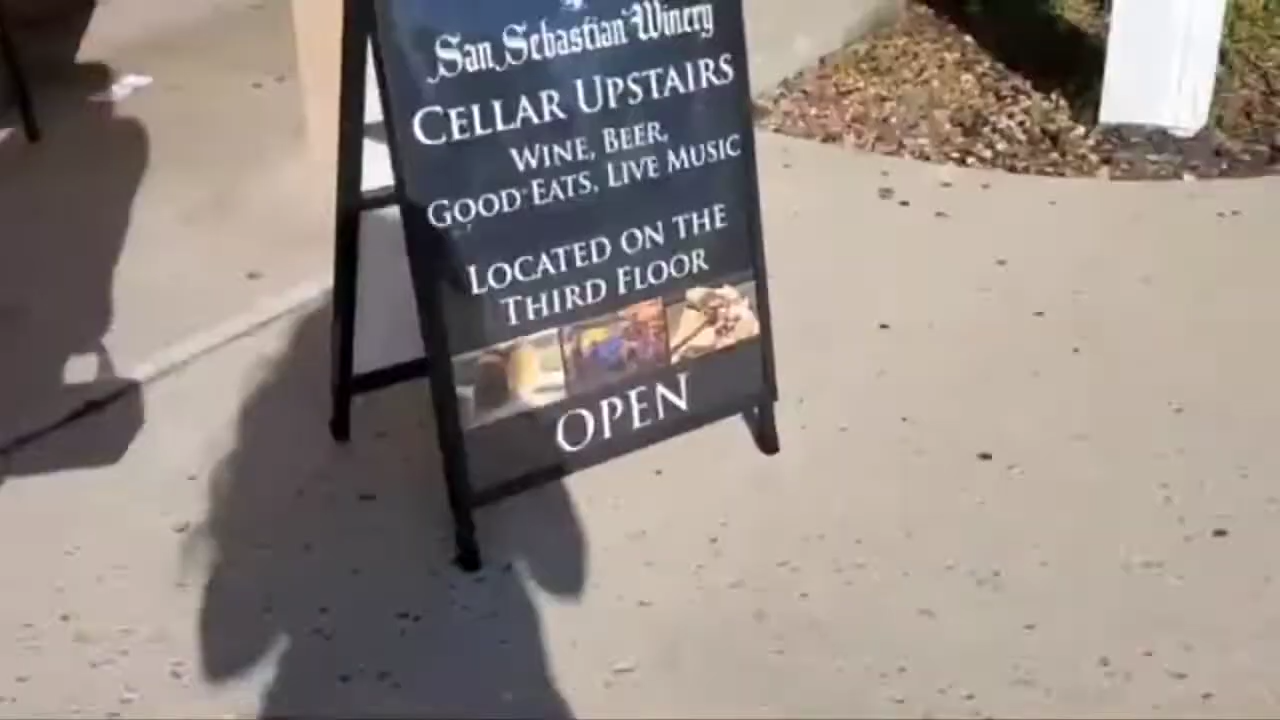 San Sebastian Winery
CELLAR UPSTAIRS
WINE, BEER,
GOOD EATS, LIVE MUSIC
LOCATED ON THE
THIRD FLOOR
OPEN